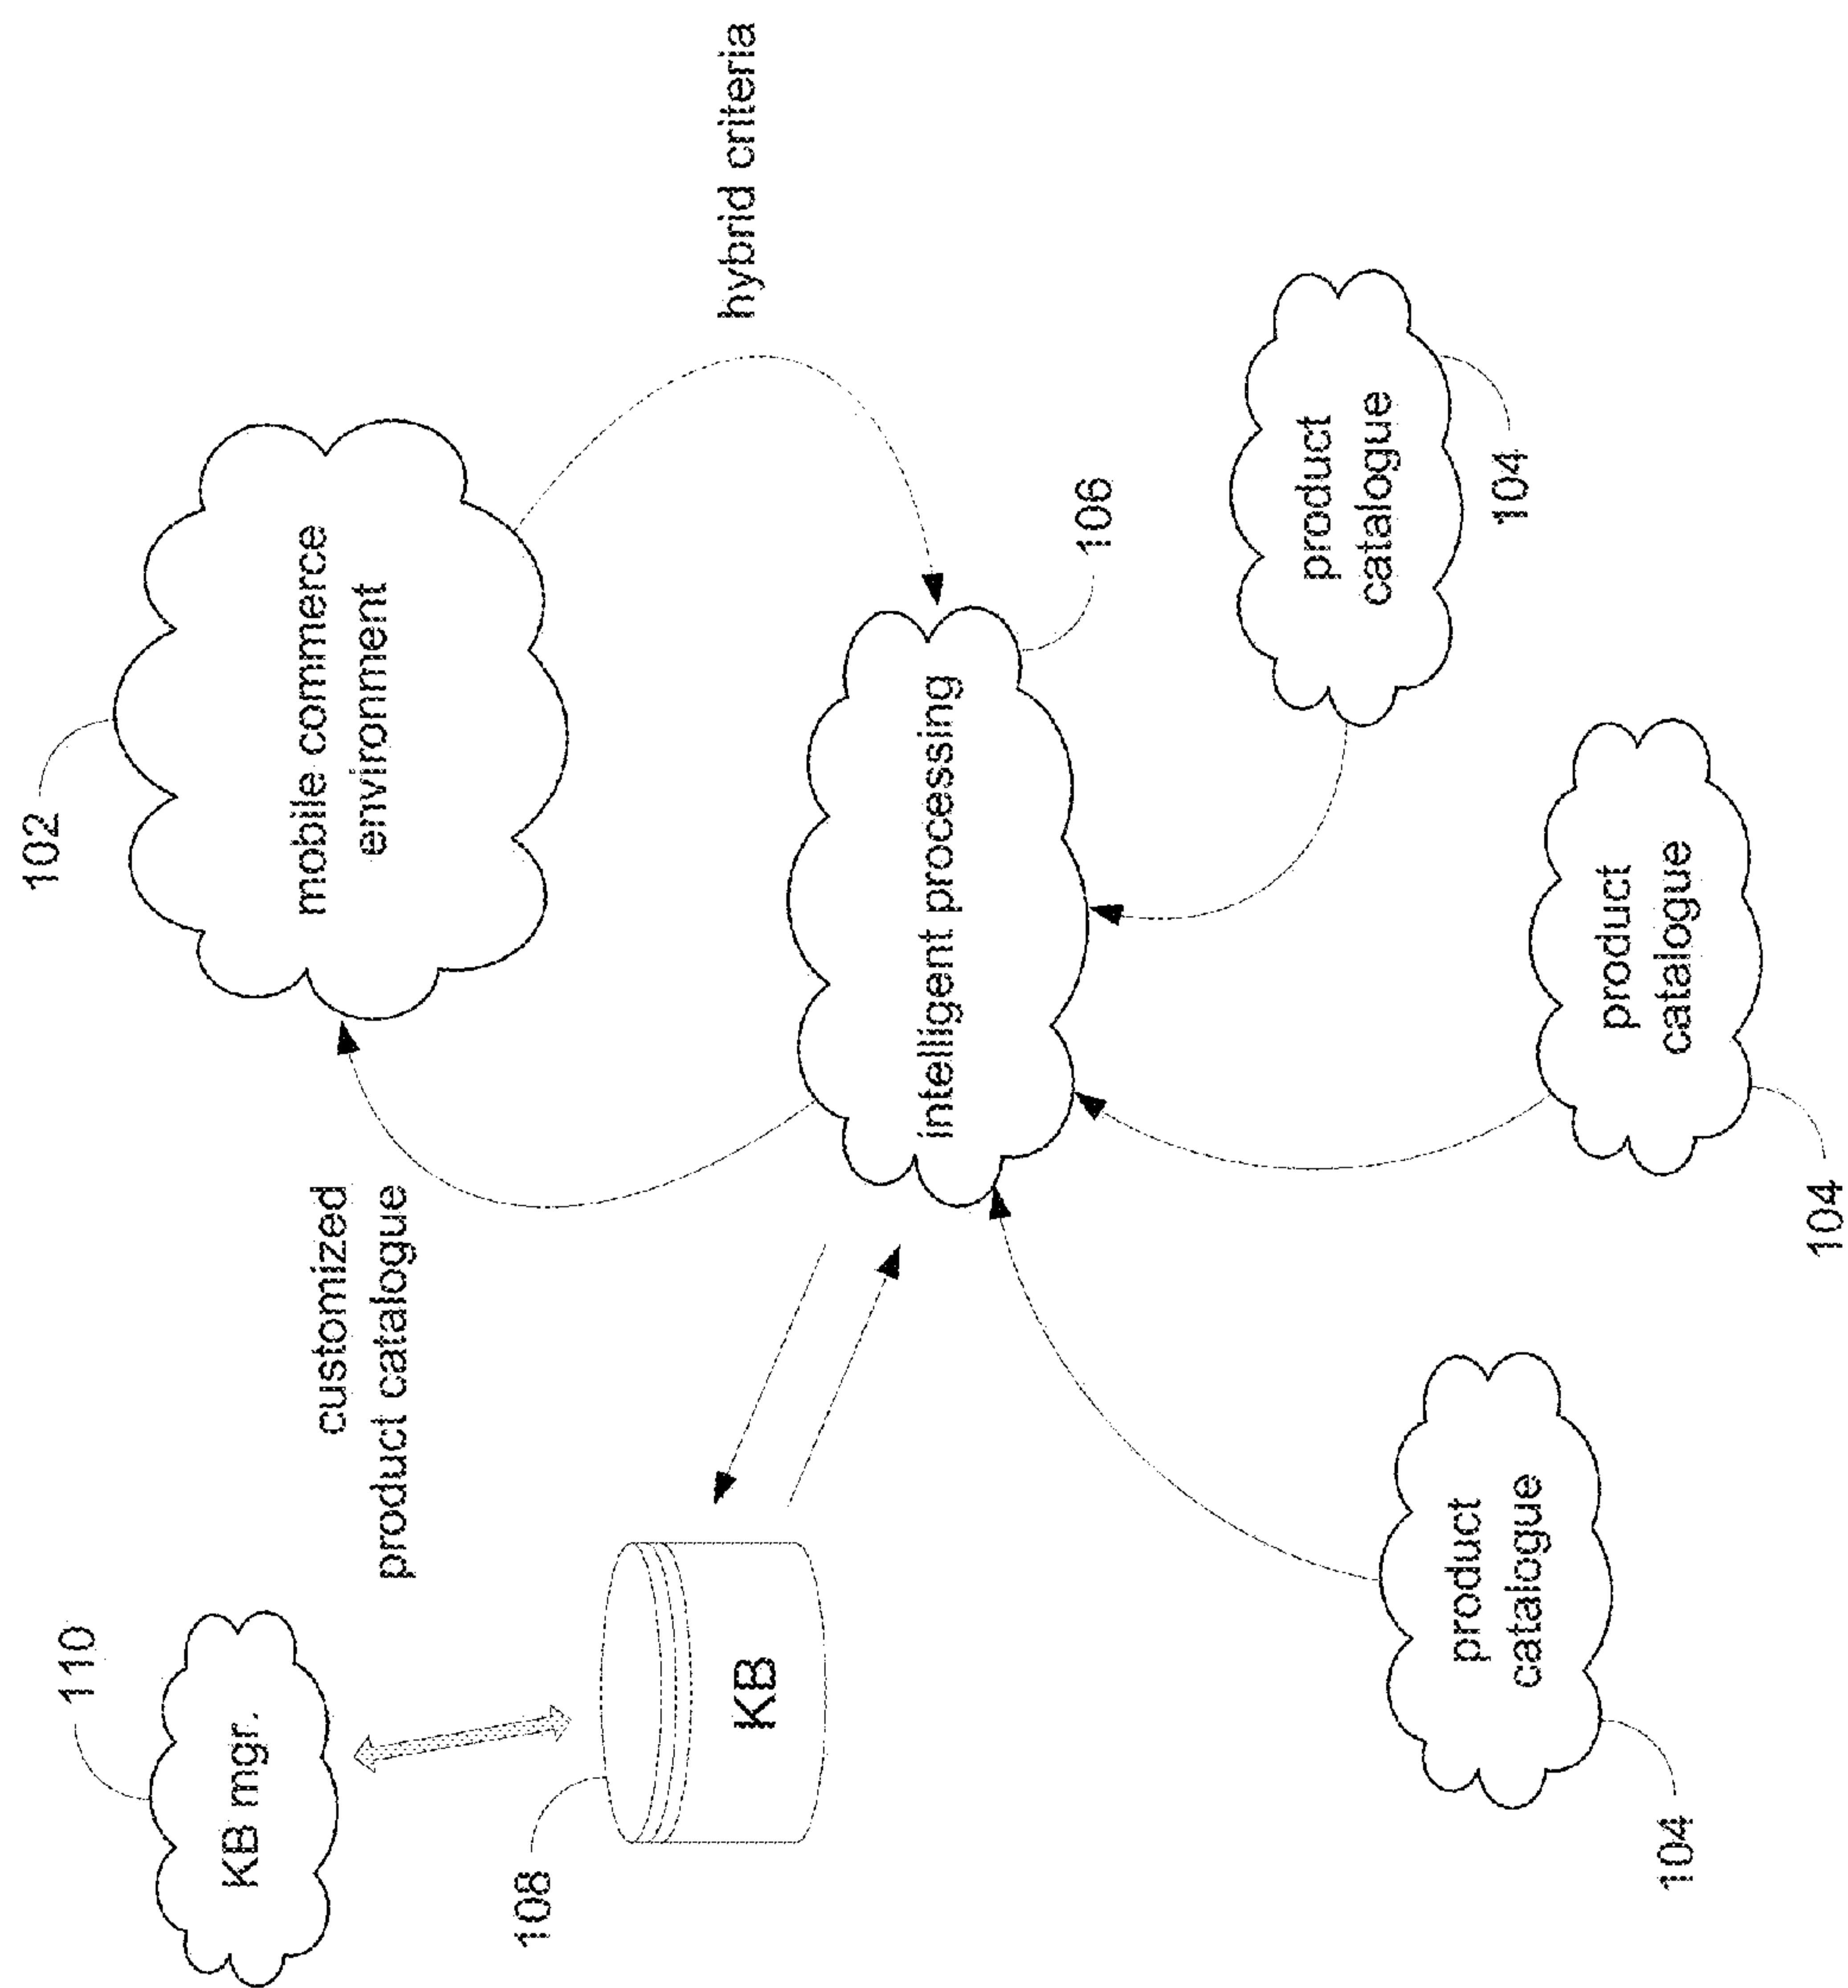 110
KB mgr.
108
KB
customized
product catalogue
102
mobile commerce
environment
hybrid criteria
intelligent processing
106
product
catalogue
104
product
catalogue
104
product
catalogue
104